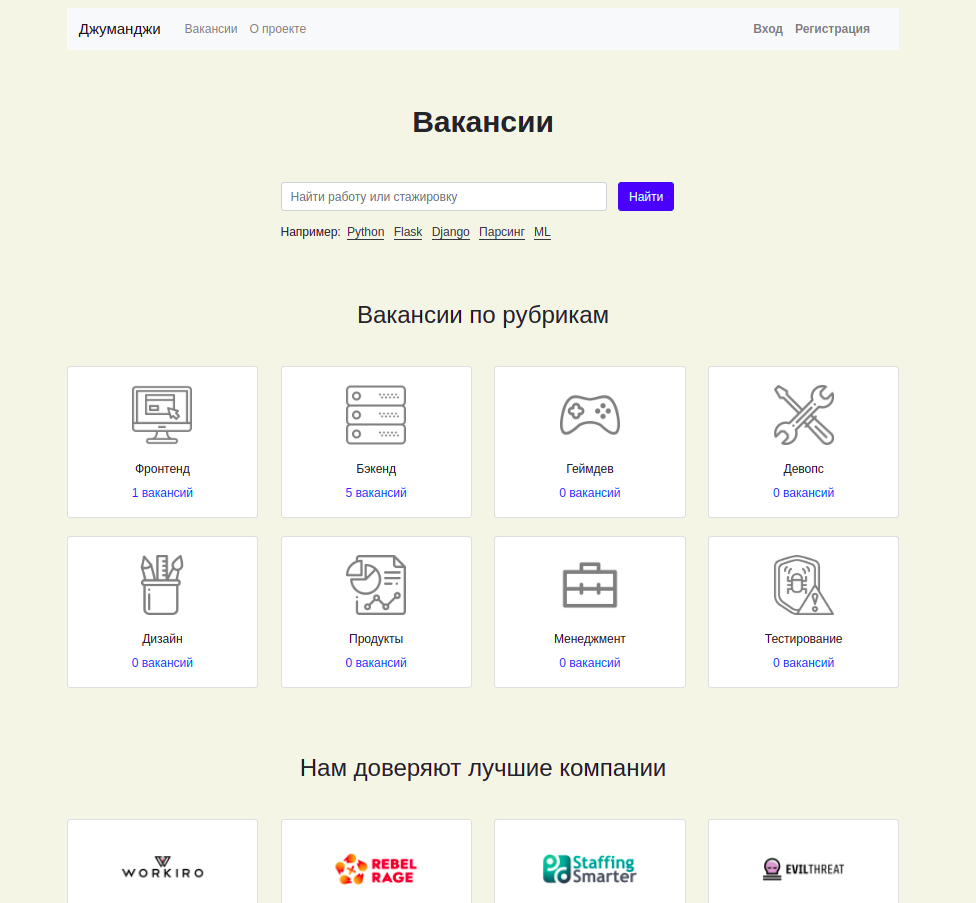 Джуманджи Вакансии О проекте Вход Регистрация
Вакансии
Найти работу или стажировку Найти
Например: Python Flask Django Парсинг ML
Вакансии по рубрикам
Фронтенд Бэкенд Геймдев Девопс
1 вакансий 5 вакансий 0 вакансий 0 вакансий
Дизайн Продукты Менеджмент Тестирование
0 вакансий 0 вакансий 0 вакансий 0 вакансий
Нам доверяют лучшие компании
WORKIRO
REBEL
RAGE
Staffing
Smarter
EVILTHREAT